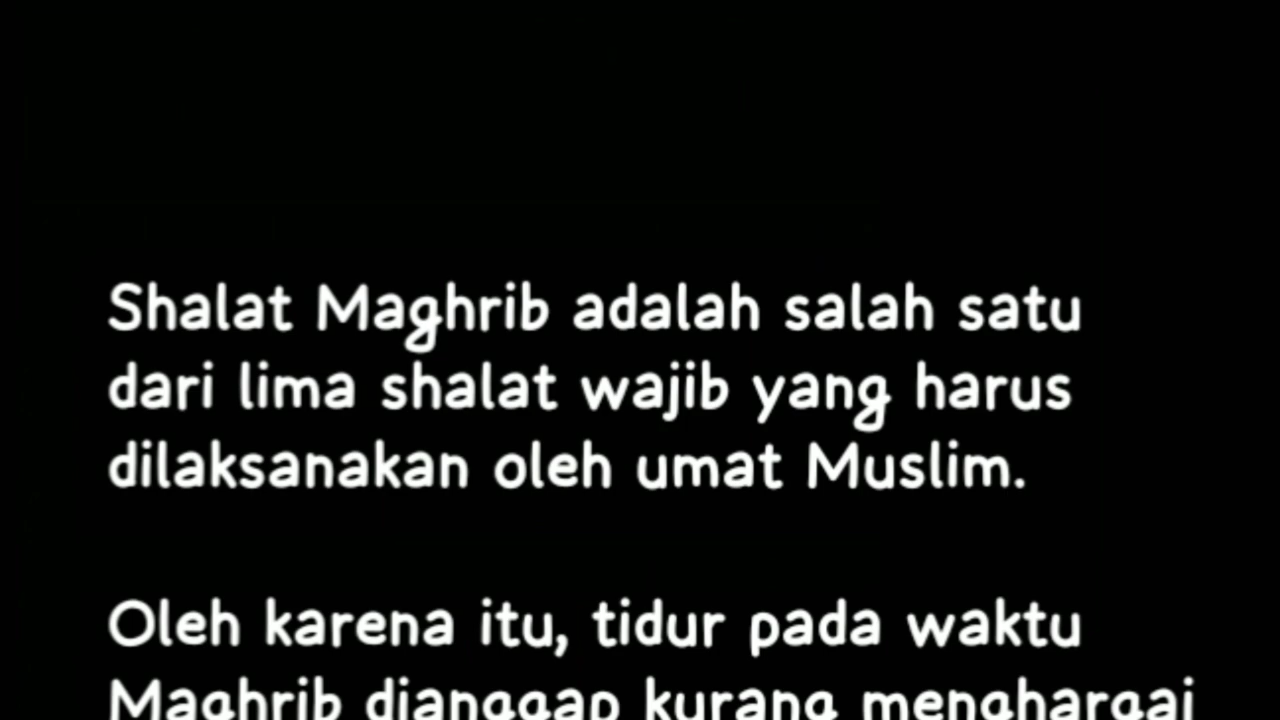 Shalat Maghrib adalah salah satu
dari lima shalat wajib yang harus
dilaksanakan oleh umat Muslim.
Oleh karena itu, tidur pada waktu
Maghrib dianggap kurang menghargai